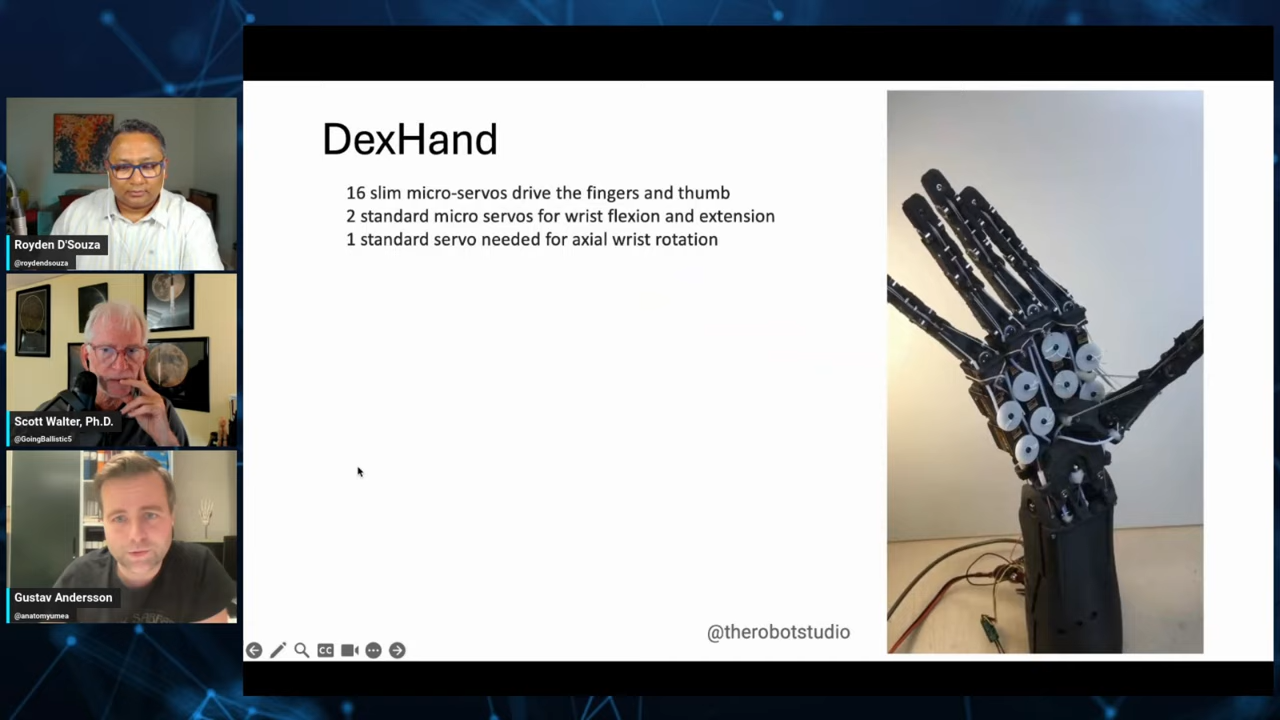 DexHand
16 slim micro-servos drive the fingers and thumb
2 standard micro servos for wrist flexion and extension
1 standard servo needed for axial wrist rotation
@therobotstudio
Royden D'Souza
@roydendsouza
Scott Walter, Ph.D.
@GoingBallistic5
Gustav Andersson
@anatomyumea
CC